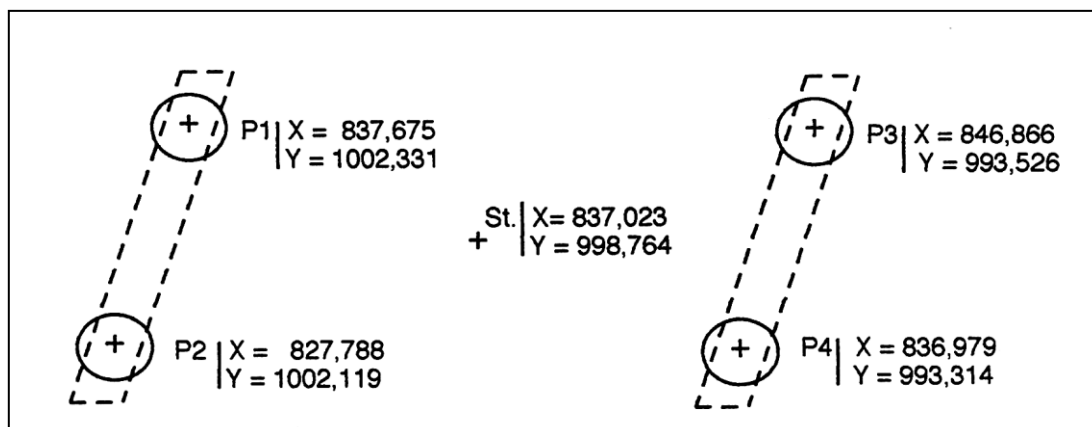 P1 X = 837,675
Y = 1002,331
P3 X = 846,866
Y = 993,526
St. X= 837,023
Y = 998,764
P2 X = 827,788
Y = 1002,119
P4 X = 836,979
Y = 993,314